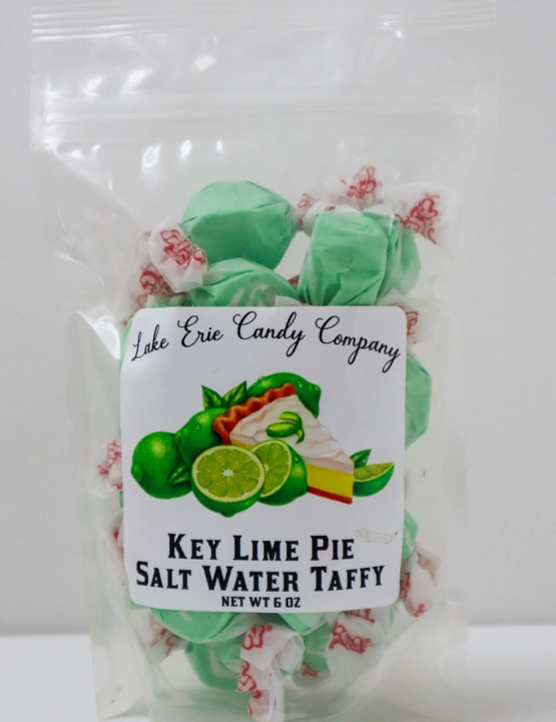 Lake Erie Candy Company
KEY LIME PIE
SALT WATER TAFFY
NET WT 6 OZ